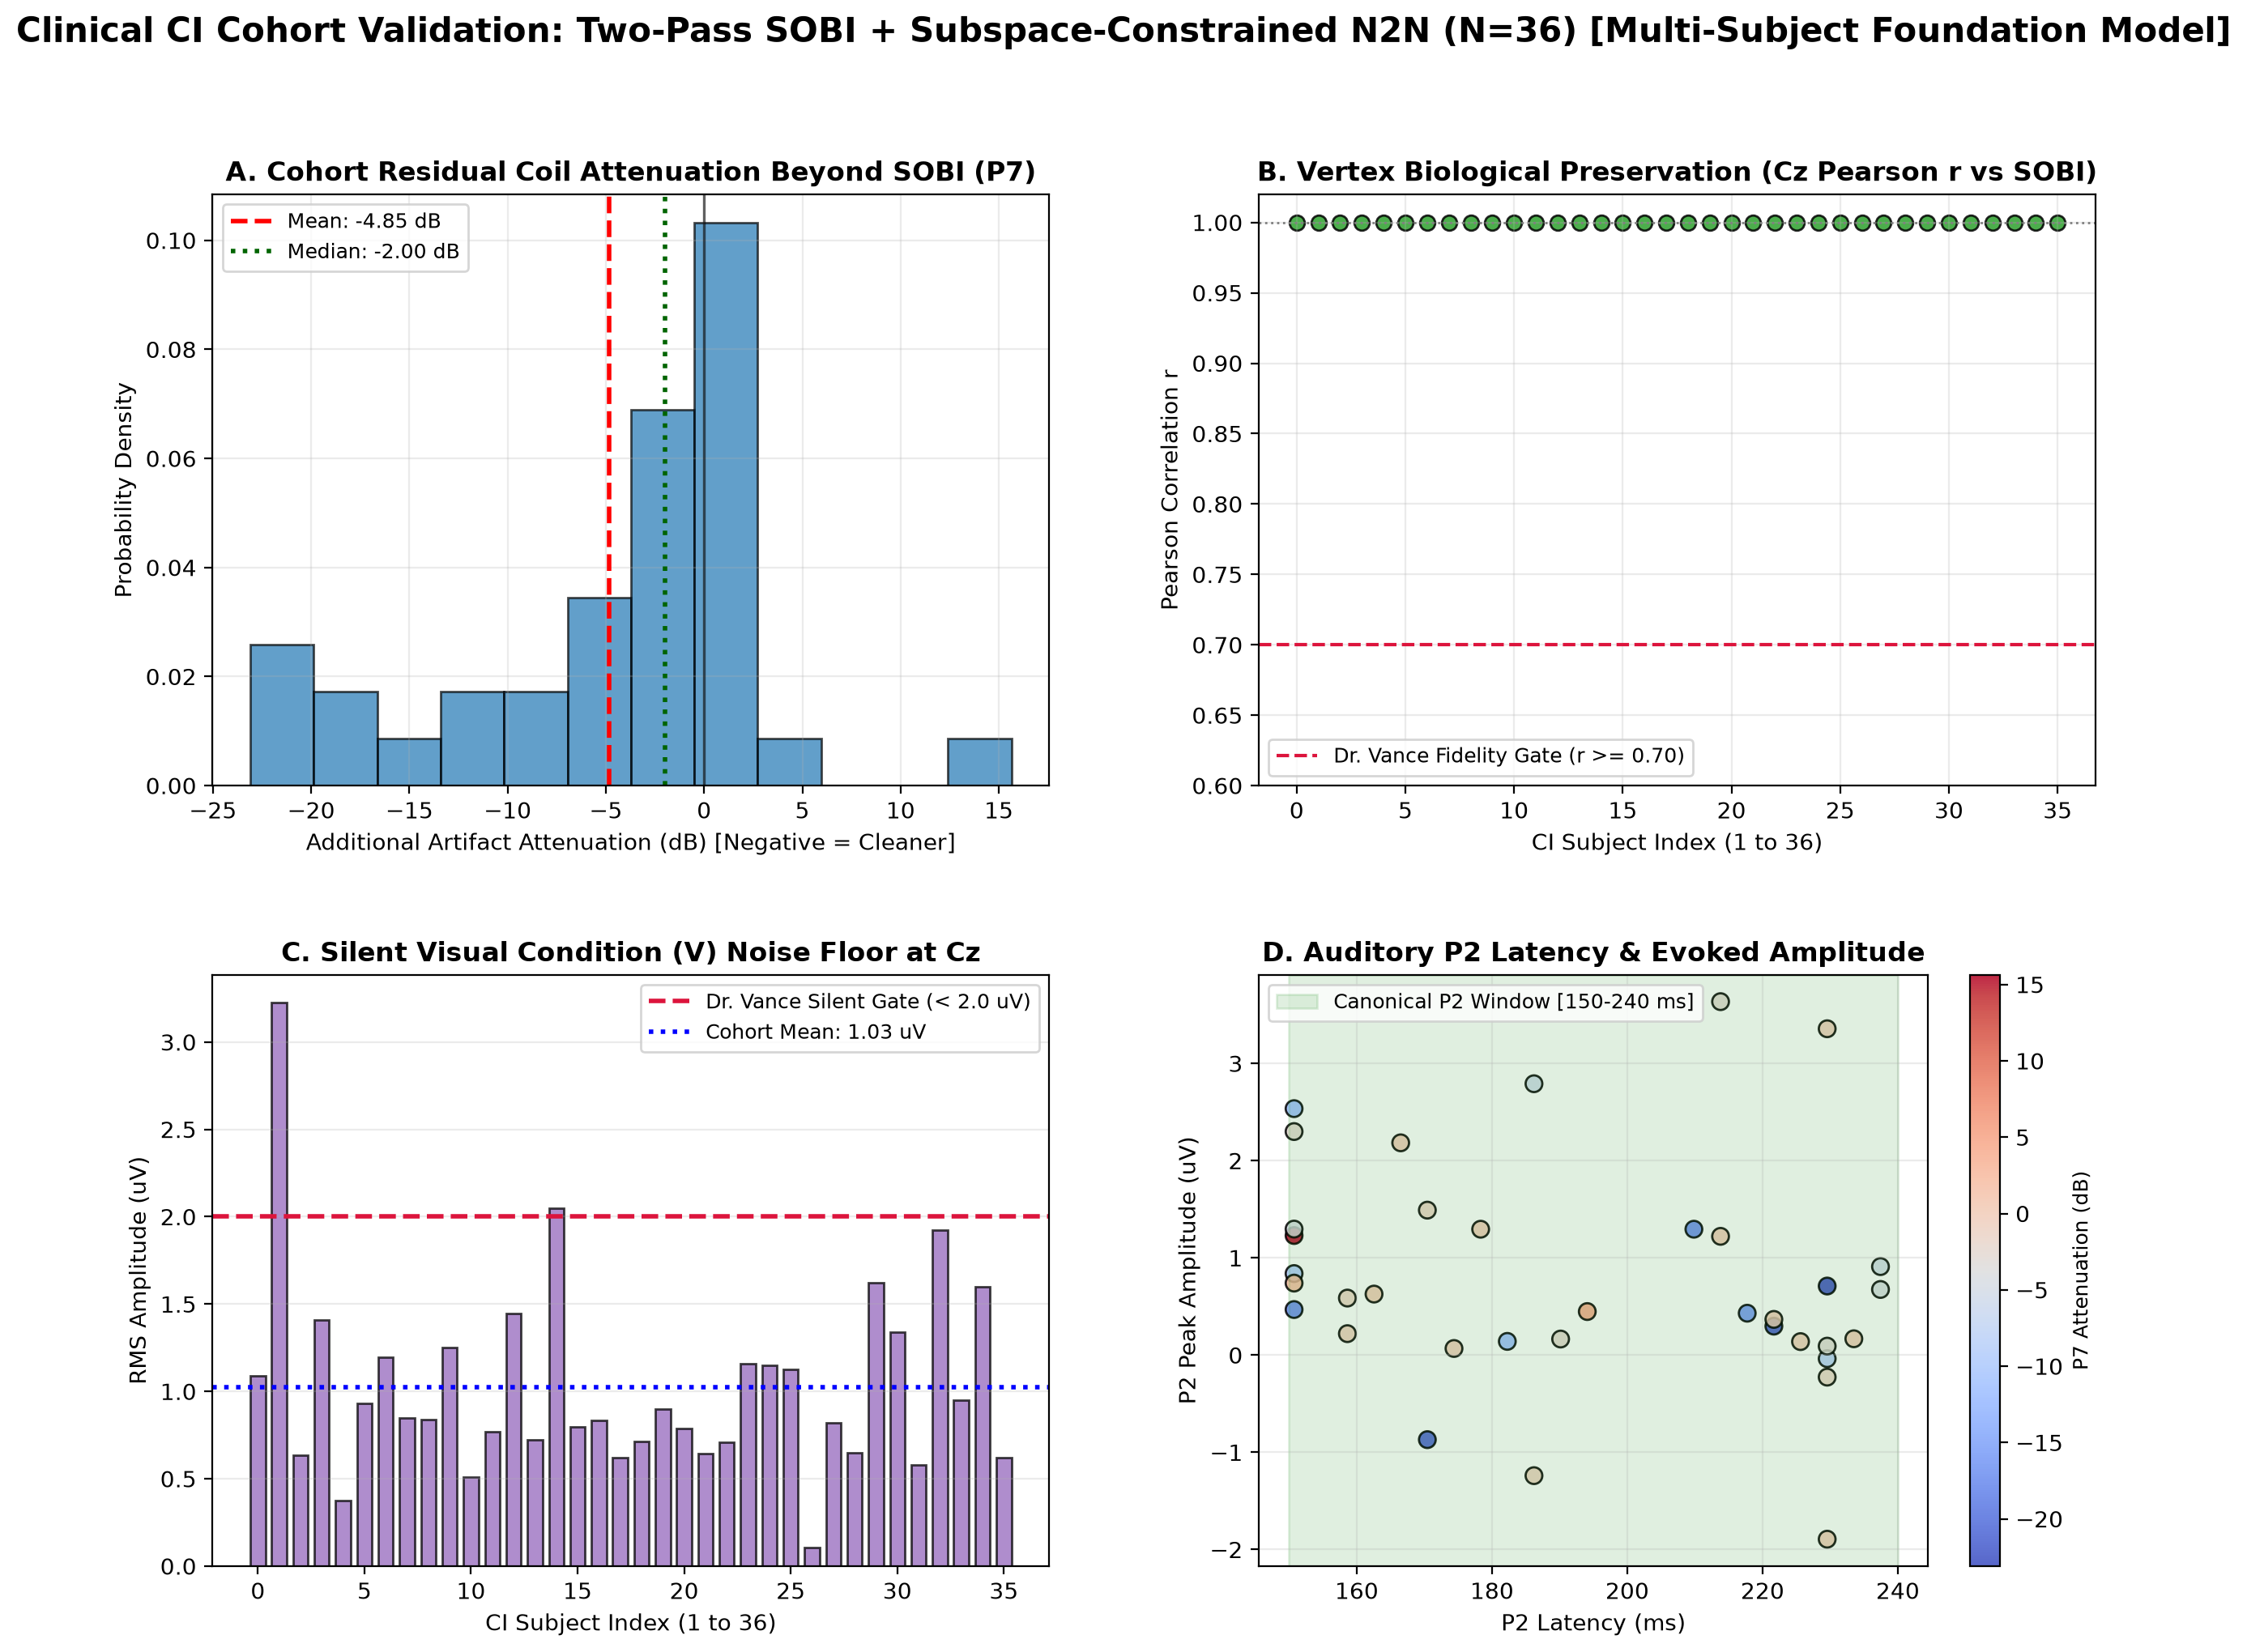 Clinical CI Cohort Validation: Two-Pass SOBI + Subspace-Constrained N2N (N=36) [Multi-Subject Foundation Model]
A. Cohort Residual Coil Attenuation Beyond SOBI (P7)
Mean: -4.85 dB
Median: -2.00 dB
Probability Density
0.10
0.08
0.06
0.04
0.02
0.00
−25 −20 −15 −10 −5 0 5 10 15
Additional Artifact Attenuation (dB) [Negative = Cleaner]
B. Vertex Biological Preservation (Cz Pearson r vs SOBI)
Pearson Correlation r
1.00
0.95
0.90
0.85
0.80
0.75
0.70
0.65
0.60
Dr. Vance Fidelity Gate (r >= 0.70)
0 5 10 15 20 25 30 35
CI Subject Index (1 to 36)
C. Silent Visual Condition (V) Noise Floor at Cz
Dr. Vance Silent Gate (< 2.0 uV)
Cohort Mean: 1.03 uV
RMS Amplitude (uV)
3.0
2.5
2.0
1.5
1.0
0.5
0.0
0 5 10 15 20 25 30 35
CI Subject Index (1 to 36)
D. Auditory P2 Latency & Evoked Amplitude
Canonical P2 Window [150-240 ms]
P2 Peak Amplitude (uV)
3
2
1
0
−1
−2
160 180 200 220 240
P2 Latency (ms)
15
10
5
0
−5
−10
−15
−20
P7 Attenuation (dB)